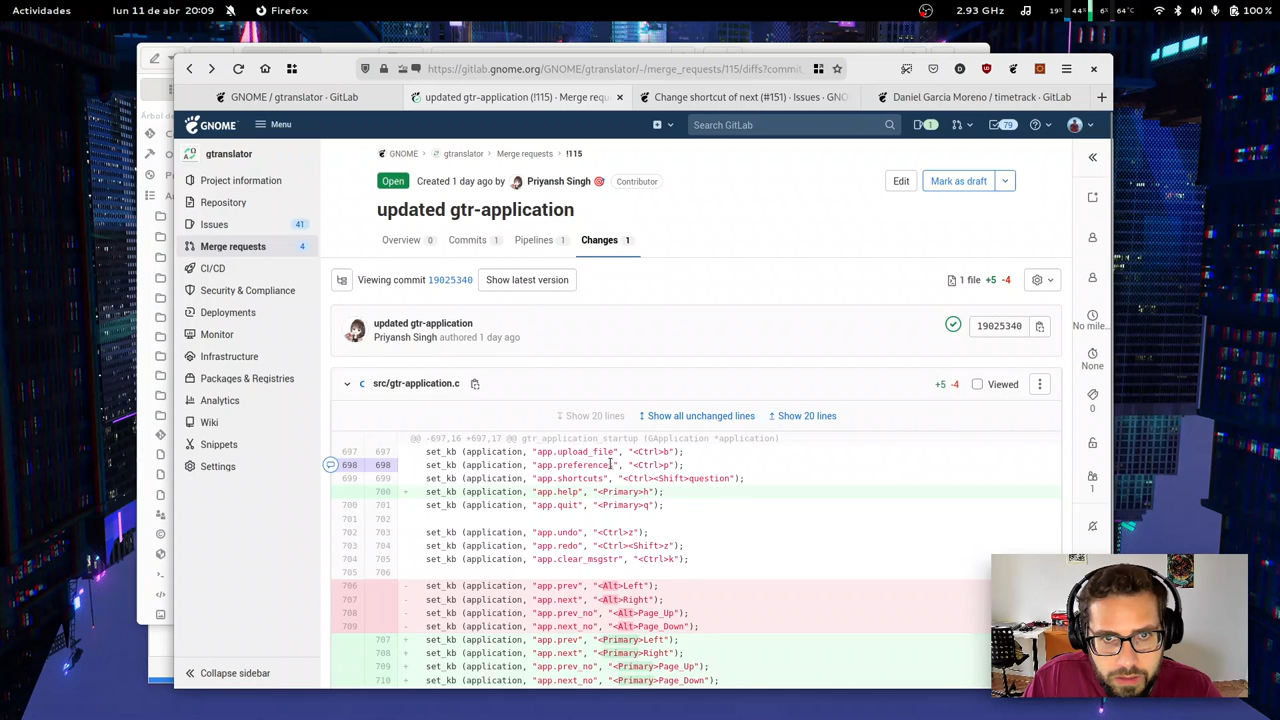 Actividades lun 11 de abr 20:09 Firefox 2.93 GHz 19% 44% 6% 64°C 100 %
https://gitlab.gnome.org/GNOME/gtranslator/-/merge_requests/115/diffs?commit_
GNOME / gtranslator · GitLab updated gtr-application (!115) · Merge requ Change shortcut of next (#151) · Issues · GNO Daniel Garcia Moreno / timetrack · GitLab
GNOME Menu Search GitLab 1 79
gtranslator
Project information
Repository
Issues 41
Merge requests 4
CI/CD
Security & Compliance
Deployments
Monitor
Infrastructure
Packages & Registries
Analytics
Wiki
Snippets
Settings
Collapse sidebar
GNOME › gtranslator › Merge requests › !115
Open Created 1 day ago by Priyansh Singh Contributor Edit Mark as draft
updated gtr-application
Overview 0 Commits 1 Pipelines 1 Changes 1
Viewing commit 19025340 Show latest version 1 file +5 -4
updated gtr-application
Priyansh Singh authored 1 day ago 19025340
src/gtr-application.c +5 -4 Viewed
Show 20 lines Show all unchanged lines Show 20 lines
@@ -697,16 +697,17 @@ gtr_application_startup (GApplication *application)
697 697 set_kb (application, "app.upload_file", "<Ctrl>b");
698 698 set_kb (application, "app.preferences", "<Ctrl>p");
699 699 set_kb (application, "app.shortcuts", "<Ctrl><Shift>question");
700 + set_kb (application, "app.help", "<Primary>h");
700 701 set_kb (application, "app.quit", "<Primary>q");
701 702
702 703 set_kb (application, "app.undo", "<Ctrl>z");
703 704 set_kb (application, "app.redo", "<Ctrl><Shift>z");
704 705 set_kb (application, "app.clear_msgstr", "<Ctrl>k");
705 706
706 - set_kb (application, "app.prev", "<Alt>Left");
707 - set_kb (application, "app.next", "<Alt>Right");
708 - set_kb (application, "app.prev_no", "<Alt>Page_Up");
709 - set_kb (application, "app.next_no", "<Alt>Page_Down");
707 + set_kb (application, "app.prev", "<Primary>Left");
708 + set_kb (application, "app.next", "<Primary>Right");
709 + set_kb (application, "app.prev_no", "<Primary>Page_Up");
710 + set_kb (application, "app.next_no", "<Primary>Page_Down");
No mile...
None
0
1